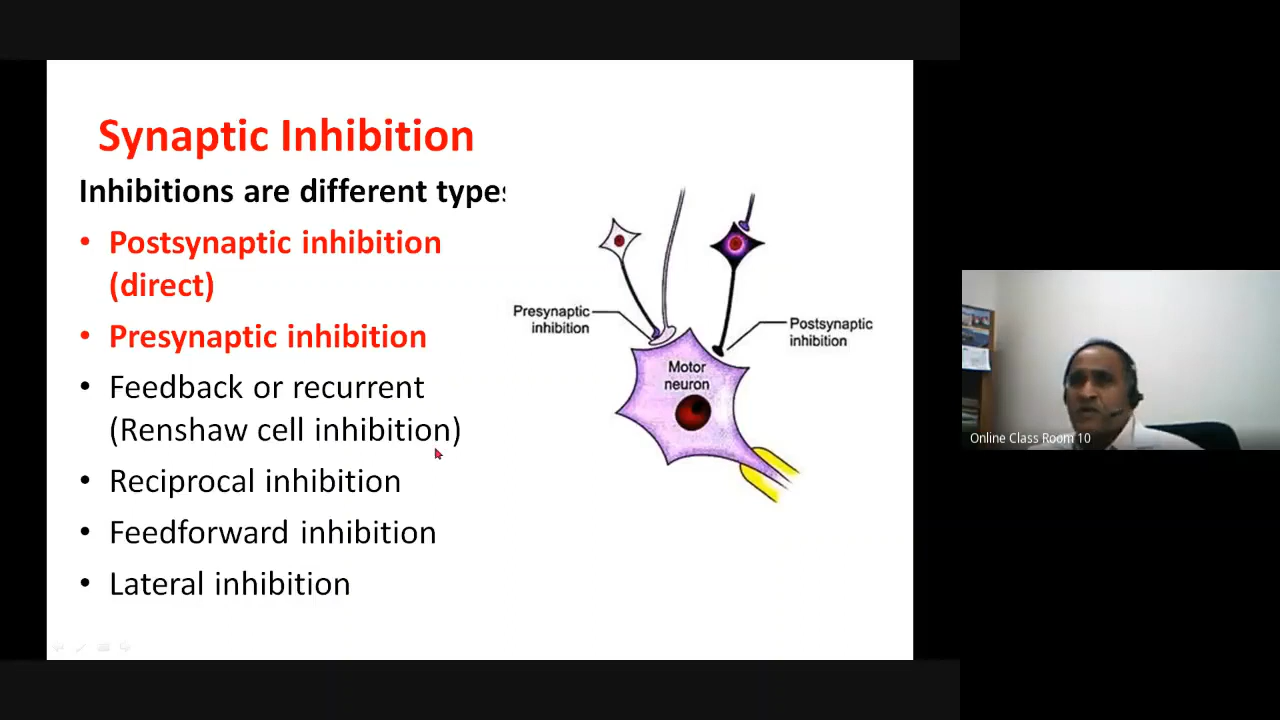 Synaptic Inhibition
Inhibitions are different types
• Postsynaptic inhibition
(direct)
• Presynaptic inhibition
• Feedback or recurrent
(Renshaw cell inhibition)
• Reciprocal inhibition
• Feedforward inhibition
• Lateral inhibition
Presynaptic
inhibition
Postsynaptic
inhibition
Motor
neuron
Online Class Room 10